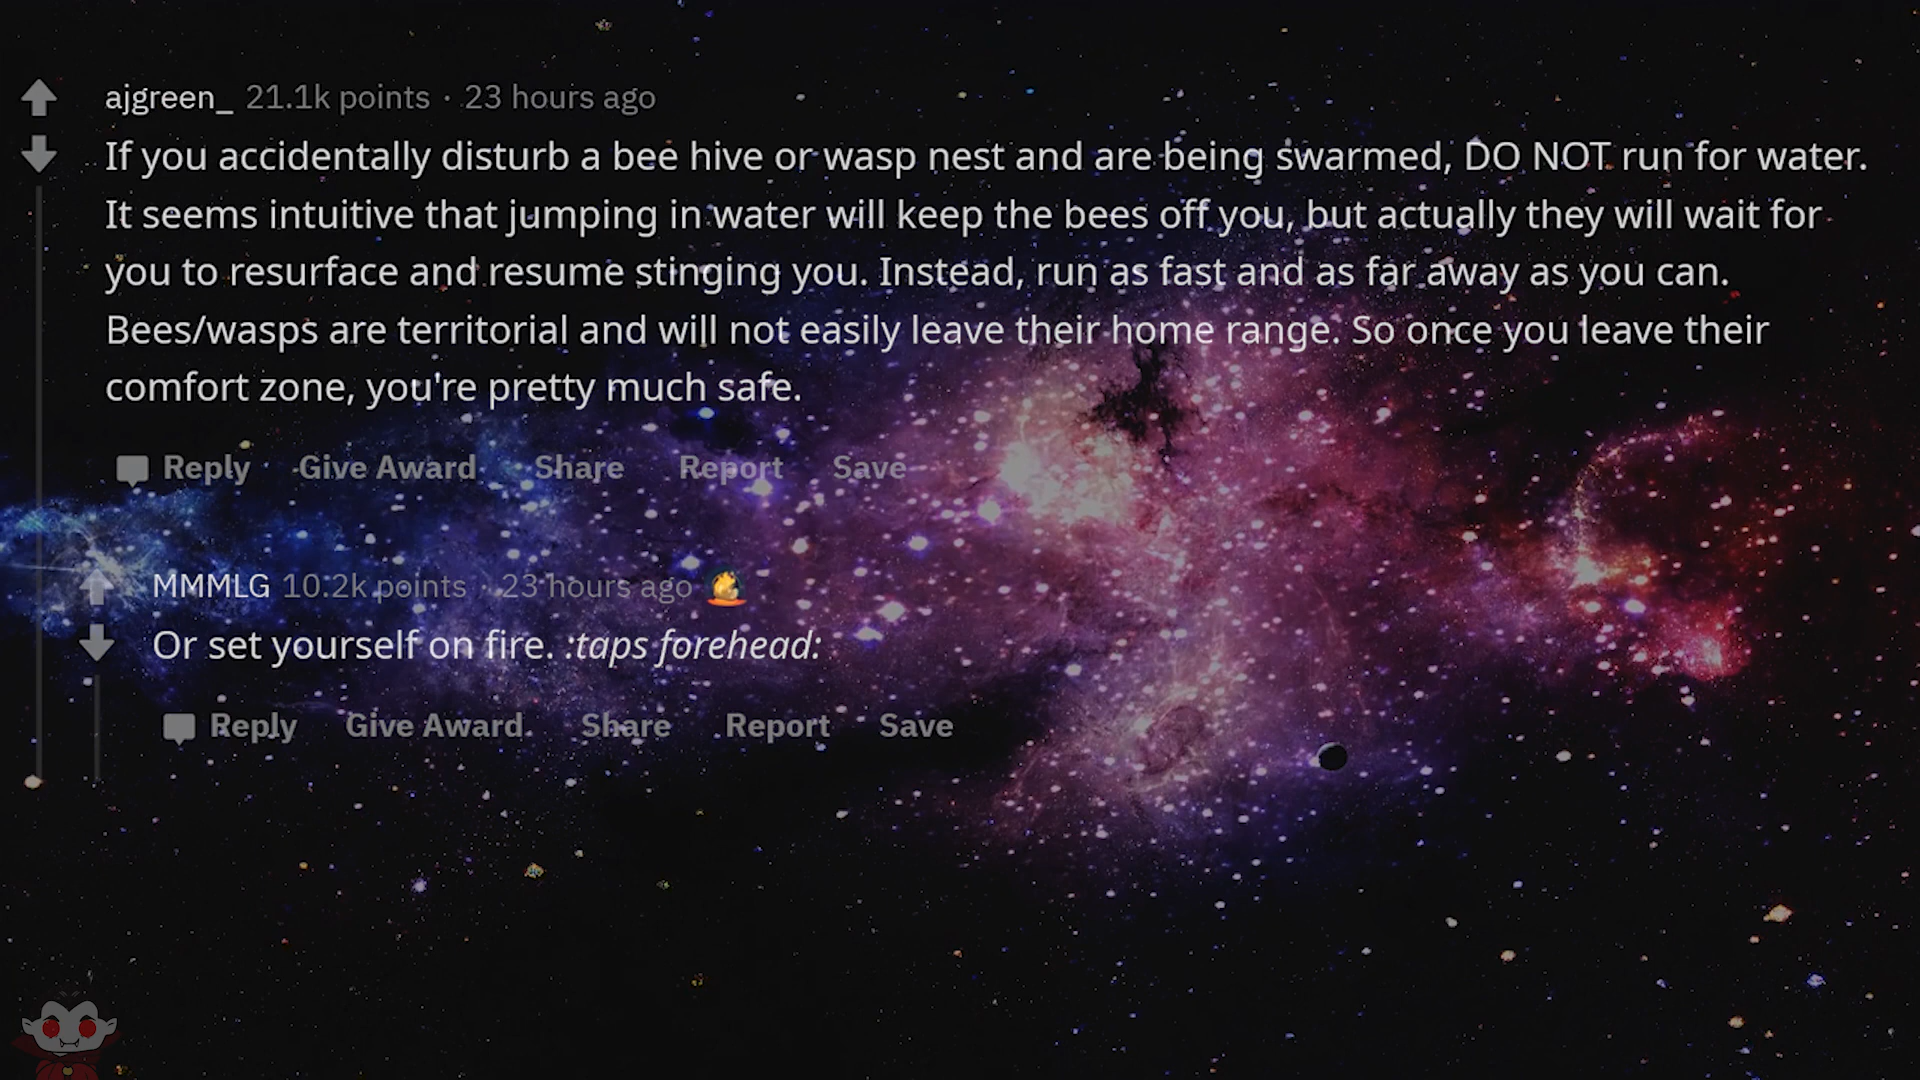 ajgreen_ 21.1k points · 23 hours ago
If you accidentally disturb a bee hive or wasp nest and are being swarmed, DO NOT run for water.
It seems intuitive that jumping in water will keep the bees off you, but actually they will wait for
you to resurface and resume stinging you. Instead, run as fast and as far away as you can.
Bees/wasps are territorial and will not easily leave their home range. So once you leave their
comfort zone, you're pretty much safe.
Reply Give Award Share Report Save
MMMLG 10.2k points · 23 hours ago
Or set yourself on fire. :taps forehead:
Reply Give Award Share Report Save